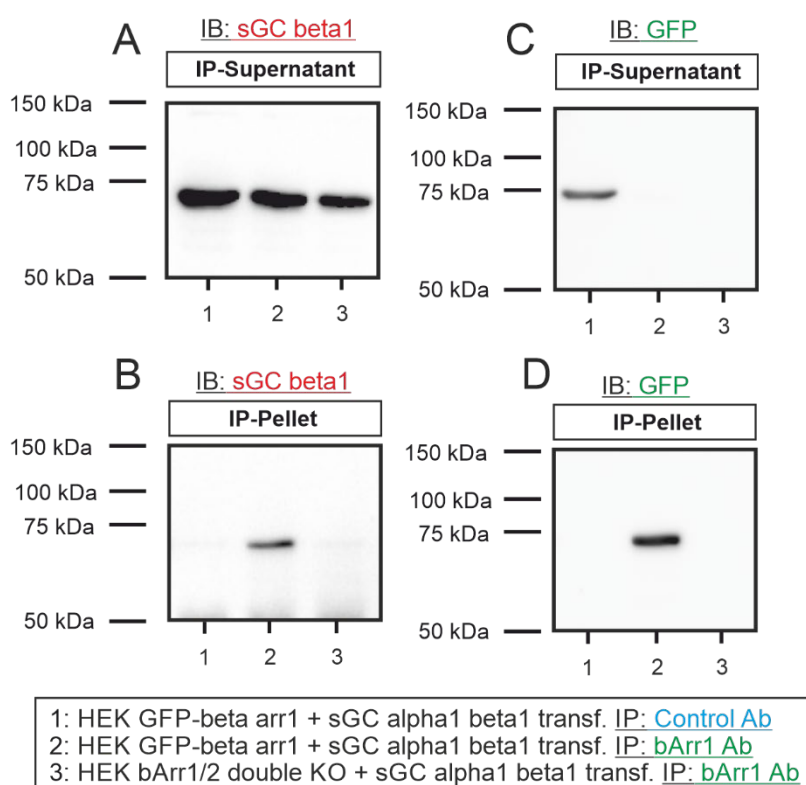 A
IB: sGC beta1
IP-Supernatant
150 kDa
100 kDa
75 kDa
50 kDa
1 2 3
C
IB: GFP
IP-Supernatant
150 kDa
100 kDa
75 kDa
50 kDa
1 2 3
B
IB: sGC beta1
IP-Pellet
150 kDa
100 kDa
75 kDa
50 kDa
1 2 3
D
IB: GFP
IP-Pellet
150 kDa
100 kDa
75 kDa
50 kDa
1 2 3
1: HEK GFP-beta arr1 + sGC alpha1 beta1 transf. IP: Control Ab
2: HEK GFP-beta arr1 + sGC alpha1 beta1 transf. IP: bArr1 Ab
3: HEK bArr1/2 double KO + sGC alpha1 beta1 transf. IP: bArr1 Ab